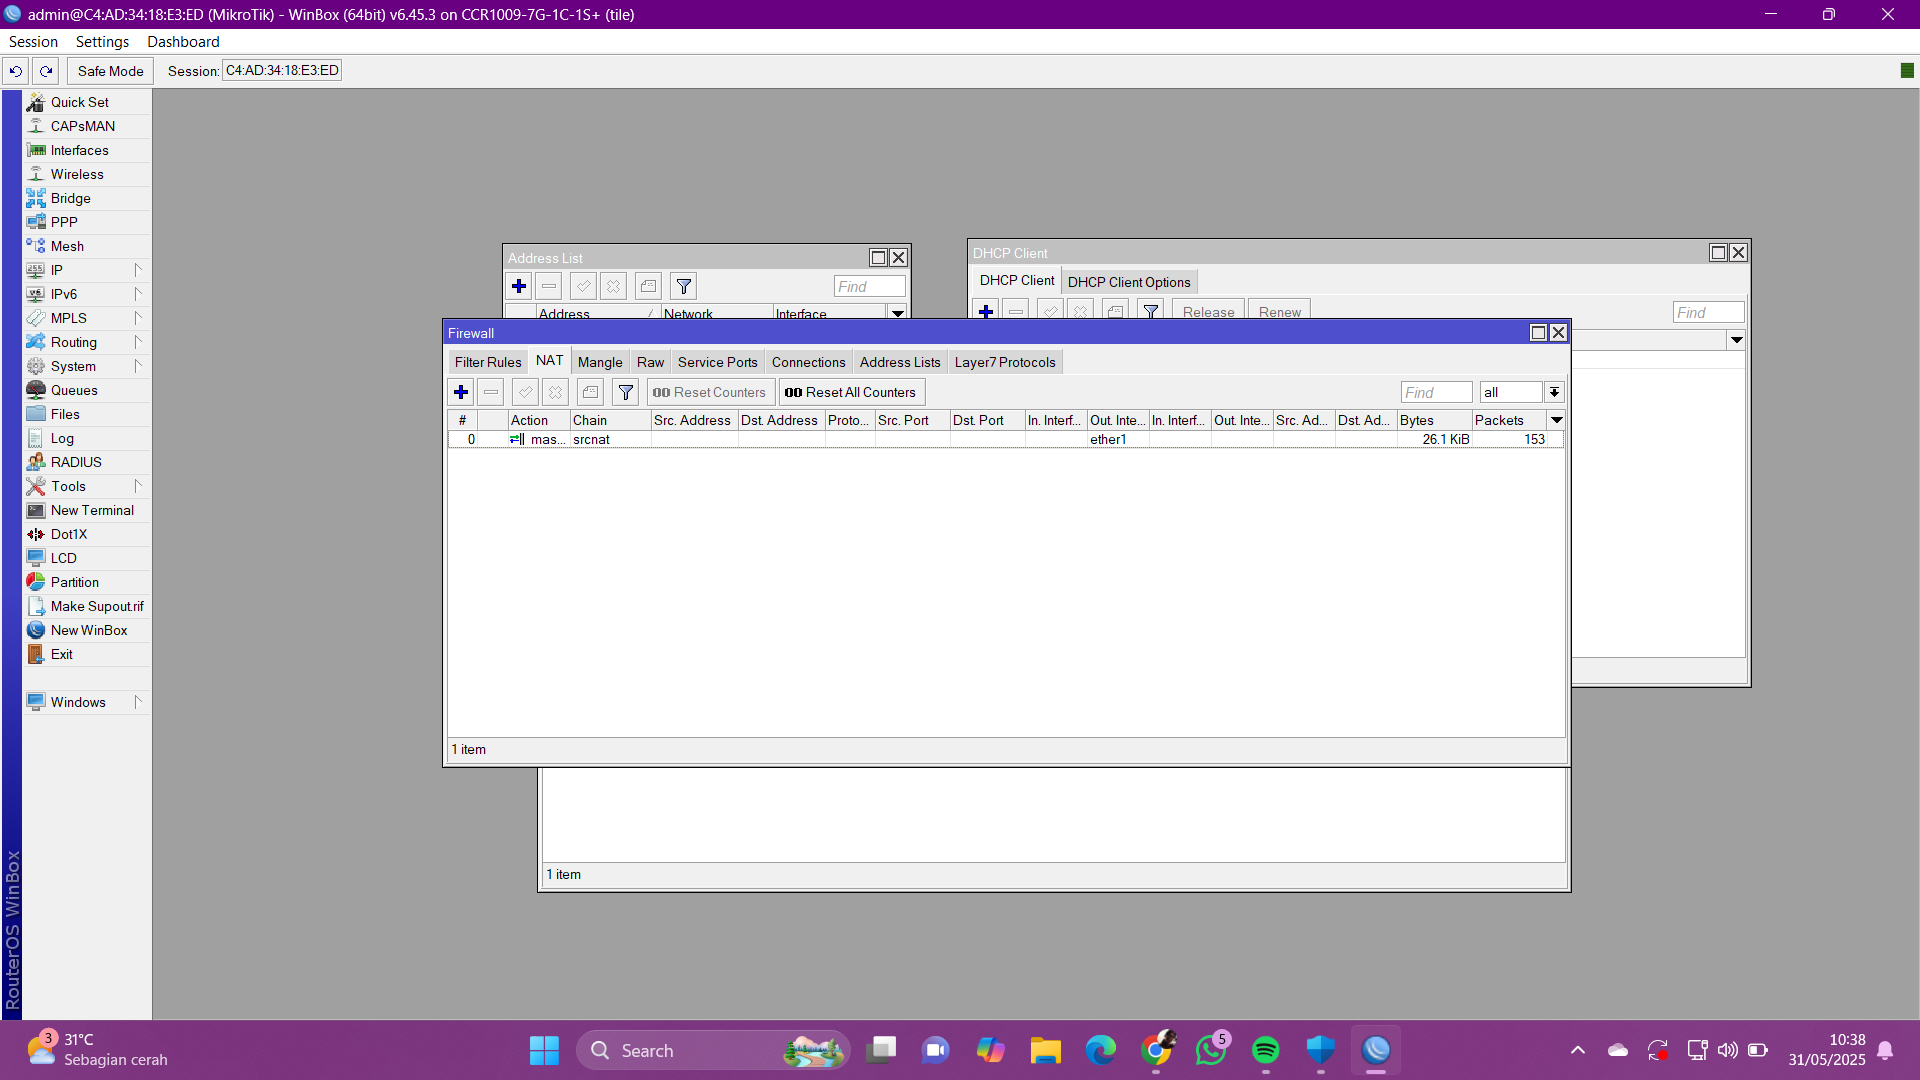 admin@C4:AD:34:18:E3:ED (MikroTik) - WinBox (64bit) v6.45.3 on CCR1009-7G-1C-1S+ (tile)
Session Settings Dashboard
Safe Mode Session: C4:AD:34:18:E3:ED
Quick Set
CAPsMAN
Interfaces
Wireless
Bridge
PPP
Mesh
IP
IPv6
MPLS
Routing
System
Queues
Files
Log
RADIUS
Tools
New Terminal
Dot1X
LCD
Partition
Make Supout.rif
New WinBox
Exit
Windows
RouterOS WinBox
Address List
Find
Address Network Interface
DHCP Client
DHCP Client DHCP Client Options
Release Renew Find
Firewall
Filter Rules NAT Mangle Raw Service Ports Connections Address Lists Layer7 Protocols
00 Reset Counters 00 Reset All Counters Find all
# Action Chain Src. Address Dst. Address Proto... Src. Port Dst. Port In. Interf... Out. Inte... In. Interf... Out. Inte... Src. Ad... Dst. Ad... Bytes Packets
0 mas... srcnat ether1 26.1 KiB 153
1 item
1 item
3 31°C
Sebagian cerah
Search
5
10:38
31/05/2025